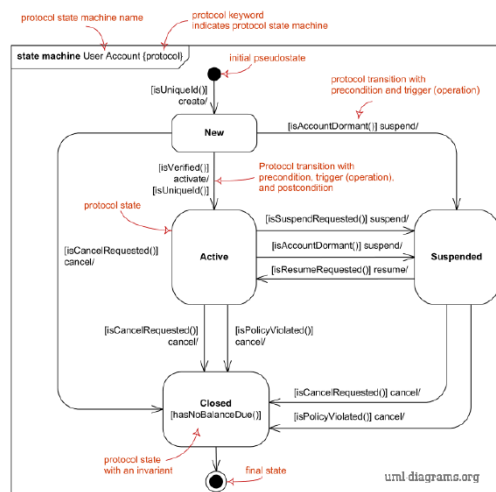 protocol state machine name
protocol keyword
indicates protocol state machine
state machine User Account {protocol}
initial pseudostate
[isUniqueId()]
create/
protocol transition with
precondition and trigger (operation)
New
[isAccountDormant()] suspend/
[isVerified()]
activate/
[isUniqueId()]
Protocol transition with
precondition, trigger (operation),
and postcondition
protocol state
[isCancelRequested()]
cancel/
Active
[isSuspendRequested()] suspend/
[isAccountDormant()] suspend/
[isResumeRequested()] resume/
Suspended
[isCancelRequested()]
cancel/
[isPolicyViolated()]
cancel/
Closed
[hasNoBalanceDue()]
[isCancelRequested()] cancel/
[isPolicyViolated()] cancel/
protocol state
with an invariant
final state
uml-diagrams.org